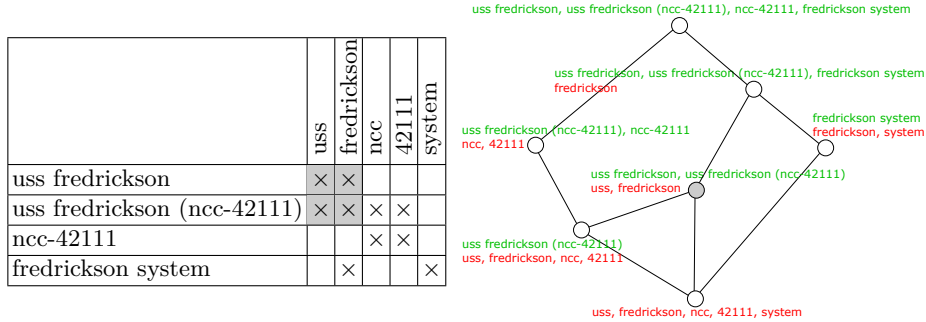 uss
fredrickson
ncc
42111
system
uss fredrickson × ×
uss fredrickson (ncc-42111) × × × ×
ncc-42111 × ×
fredrickson system × ×
uss fredrickson, uss fredrickson (ncc-42111), ncc-42111, fredrickson system
uss fredrickson, uss fredrickson (ncc-42111), fredrickson system
fredrickson
fredrickson system
fredrickson, system
uss fredrickson (ncc-42111), ncc-42111
ncc, 42111
uss fredrickson, uss fredrickson (ncc-42111)
uss, fredrickson
uss fredrickson (ncc-42111)
uss, fredrickson, ncc, 42111
uss, fredrickson, ncc, 42111, system